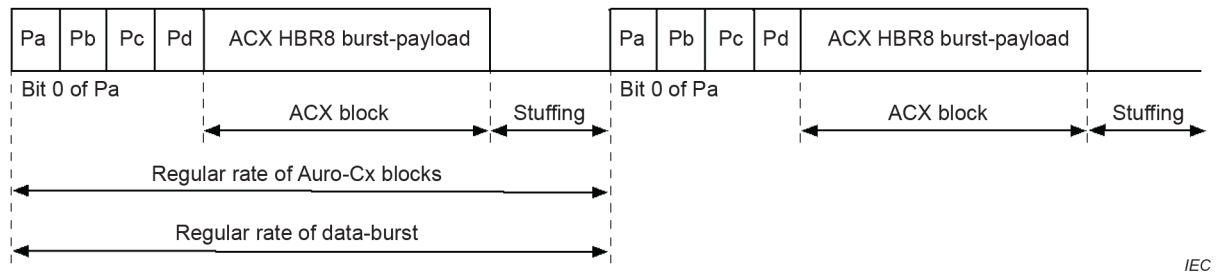 Pa Pb Pc Pd ACX HBR8 burst-payload Pa Pb Pc Pd ACX HBR8 burst-payload
Bit 0 of Pa Bit 0 of Pa
ACX block Stuffing ACX block Stuffing
Regular rate of Auro-Cx blocks
Regular rate of data-burst
IEC